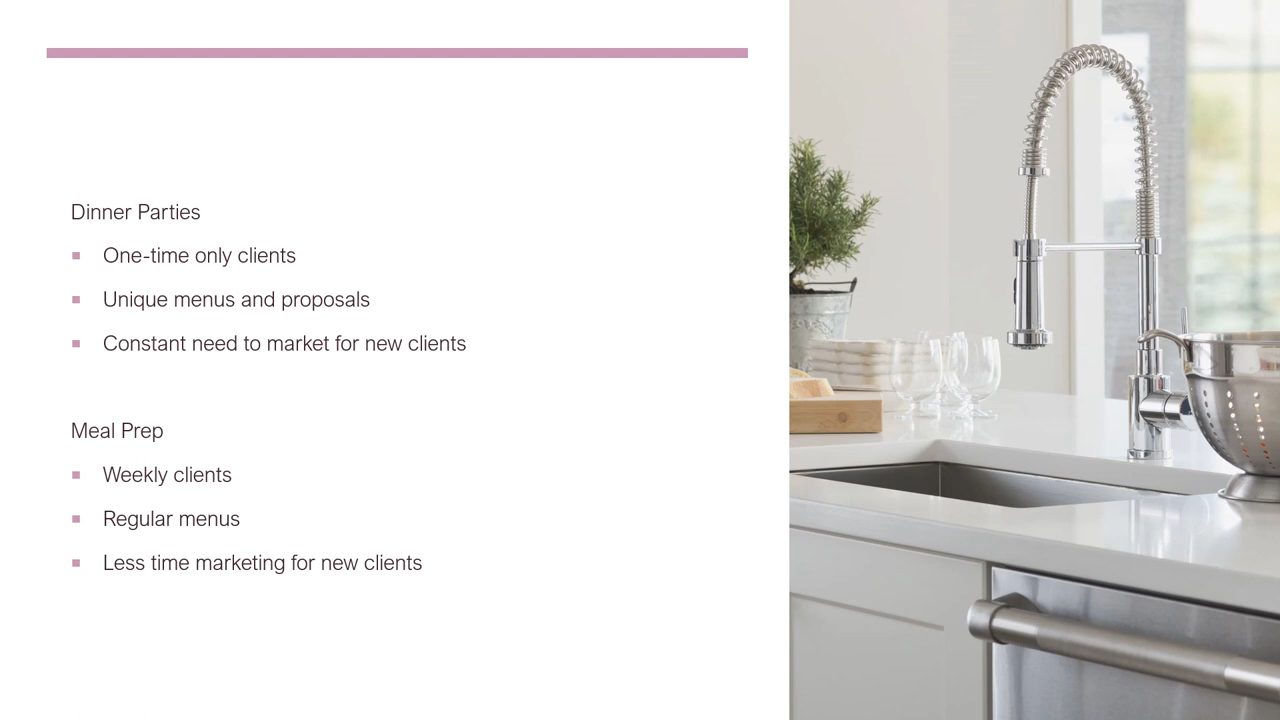 Dinner Parties
One-time only clients
Unique menus and proposals
Constant need to market for new clients
Meal Prep
Weekly clients
Regular menus
Less time marketing for new clients